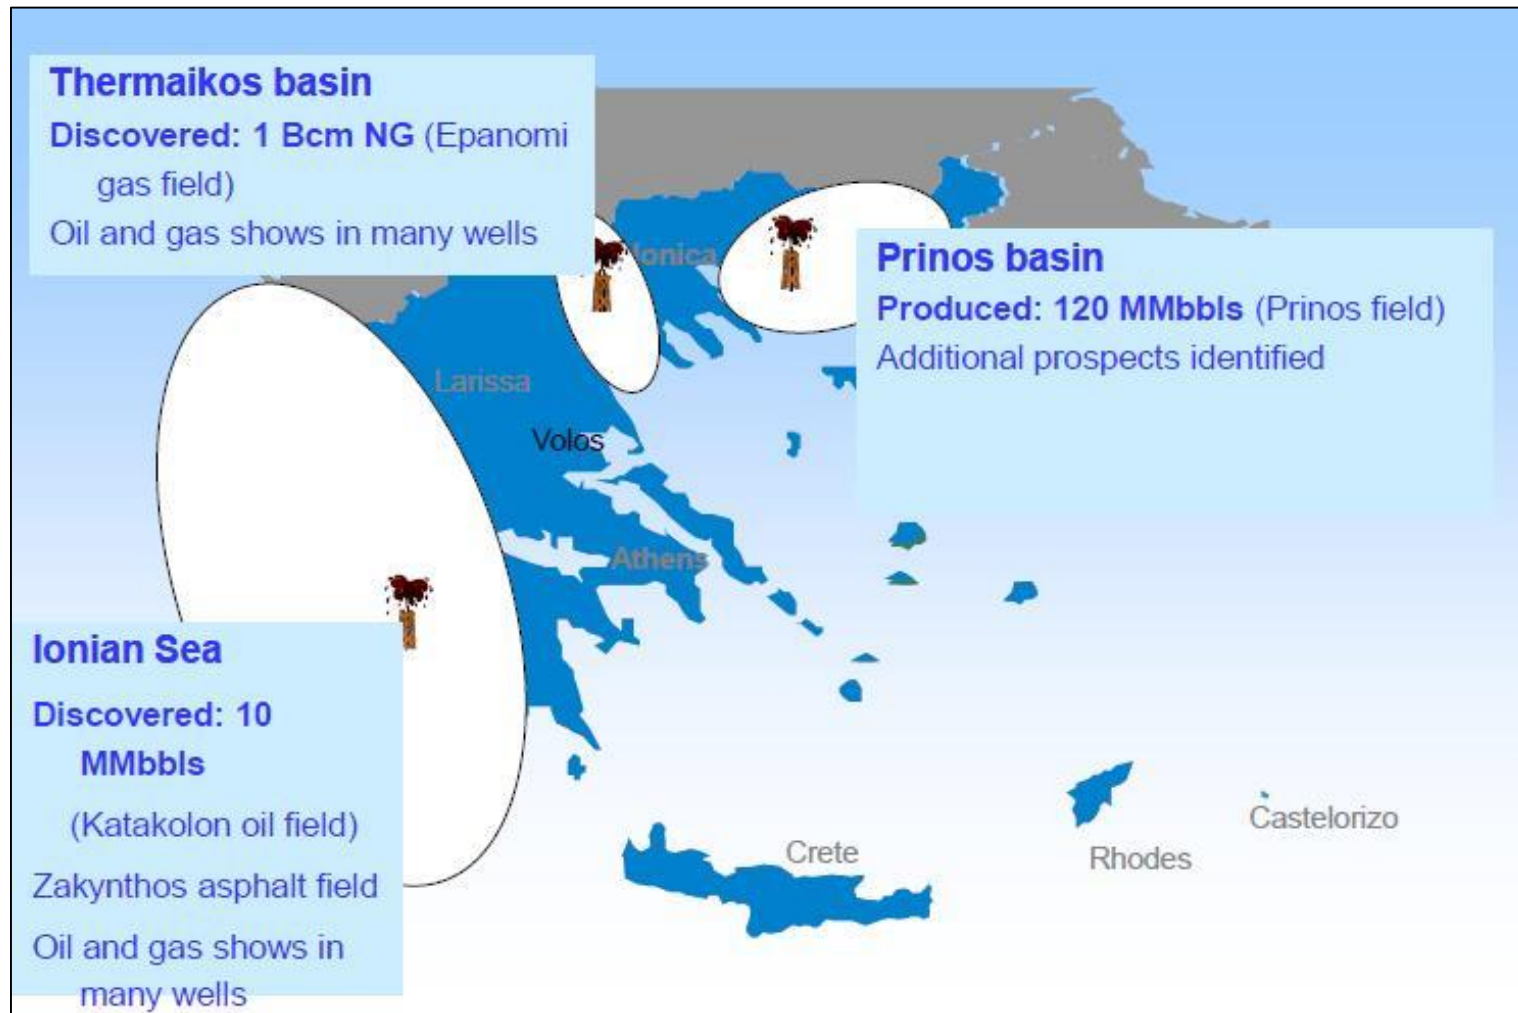 Thermaikos basin
Discovered: 1 Bcm NG (Epanomi
gas field)
Oil and gas shows in many wells
Prinos basin
Produced: 120 MMbbls (Prinos field)
Additional prospects identified
Larissa
Volos
Athens
Ionian Sea
Discovered: 10
MMbbls
(Katakolon oil field)
Zakynthos asphalt field
Oil and gas shows in
many wells
Crete
Rhodes
Castelorizo